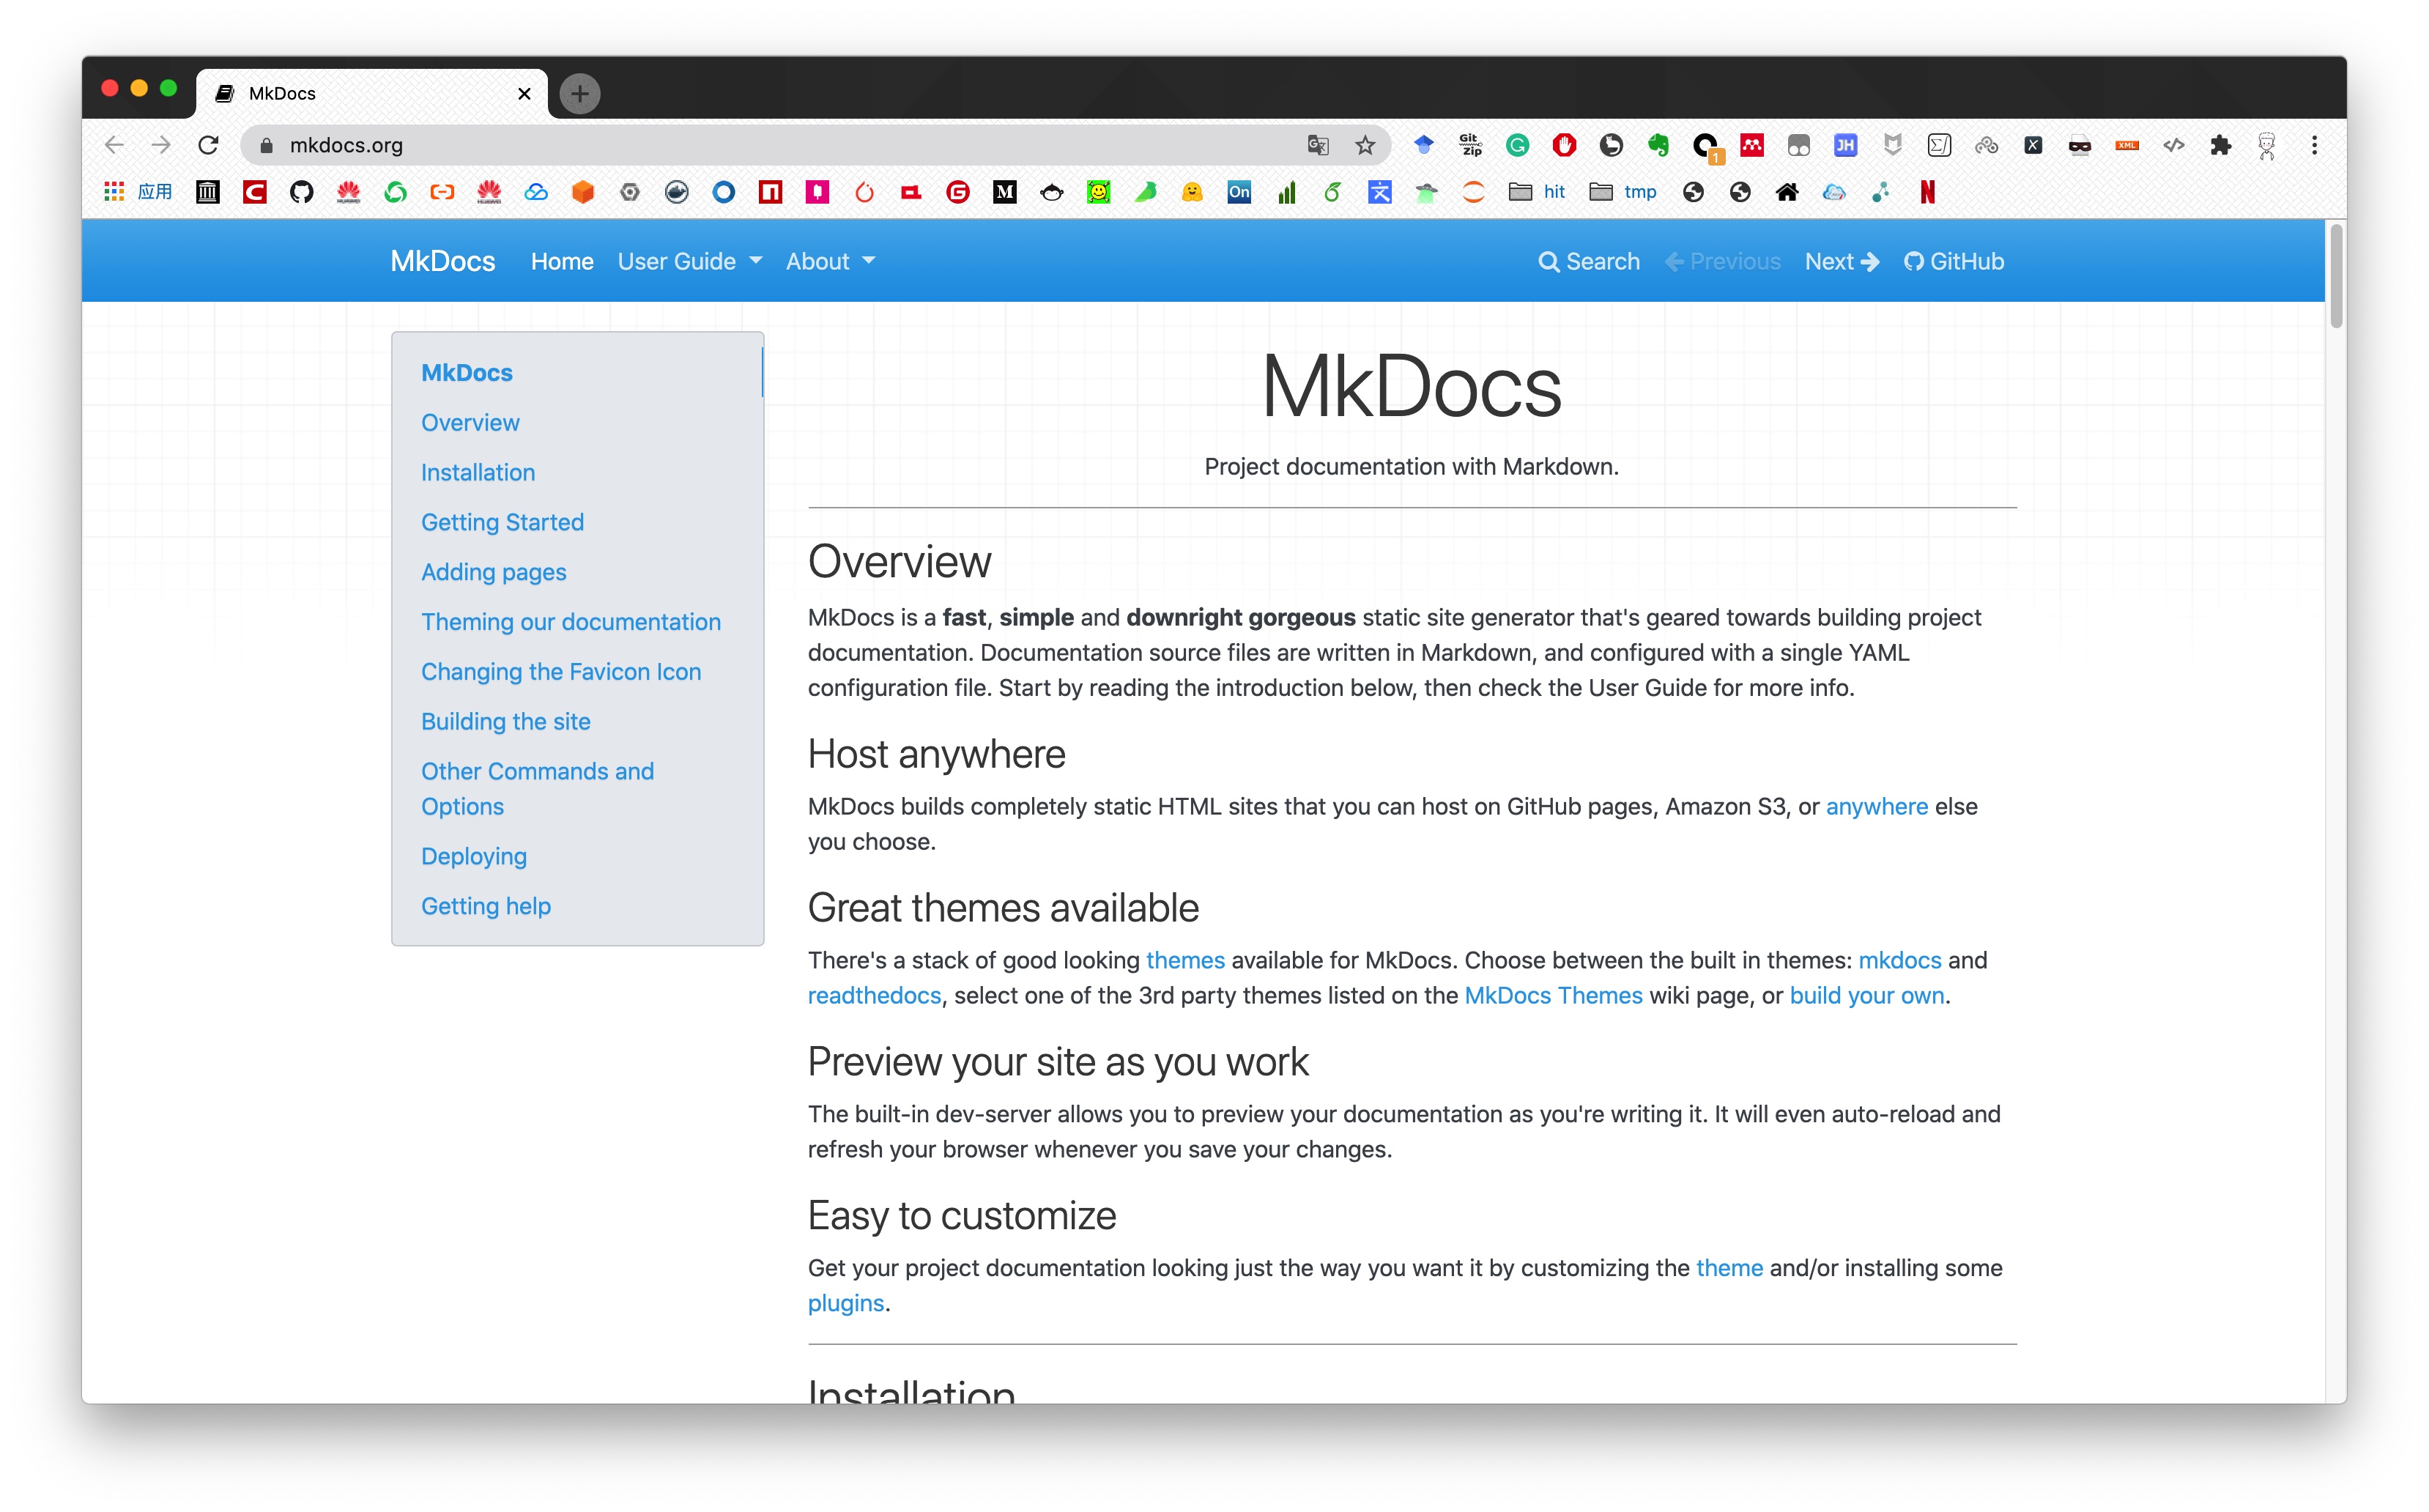 MkDocs
mkdocs.org
Git Zip
1
JH
XML
应用
M
On
hit
tmp
N
MkDocs Home User Guide About Search Previous Next GitHub
MkDocs
Overview
Installation
Getting Started
Adding pages
Theming our documentation
Changing the Favicon Icon
Building the site
Other Commands and
Options
Deploying
Getting help
MkDocs
Project documentation with Markdown.
Overview
MkDocs is a fast, simple and downright gorgeous static site generator that's geared towards building project
documentation. Documentation source files are written in Markdown, and configured with a single YAML
configuration file. Start by reading the introduction below, then check the User Guide for more info.
Host anywhere
MkDocs builds completely static HTML sites that you can host on GitHub pages, Amazon S3, or anywhere else
you choose.
Great themes available
There's a stack of good looking themes available for MkDocs. Choose between the built in themes: mkdocs and
readthedocs, select one of the 3rd party themes listed on the MkDocs Themes wiki page, or build your own.
Preview your site as you work
The built-in dev-server allows you to preview your documentation as you're writing it. It will even auto-reload and
refresh your browser whenever you save your changes.
Easy to customize
Get your project documentation looking just the way you want it by customizing the theme and/or installing some
plugins.
Installation